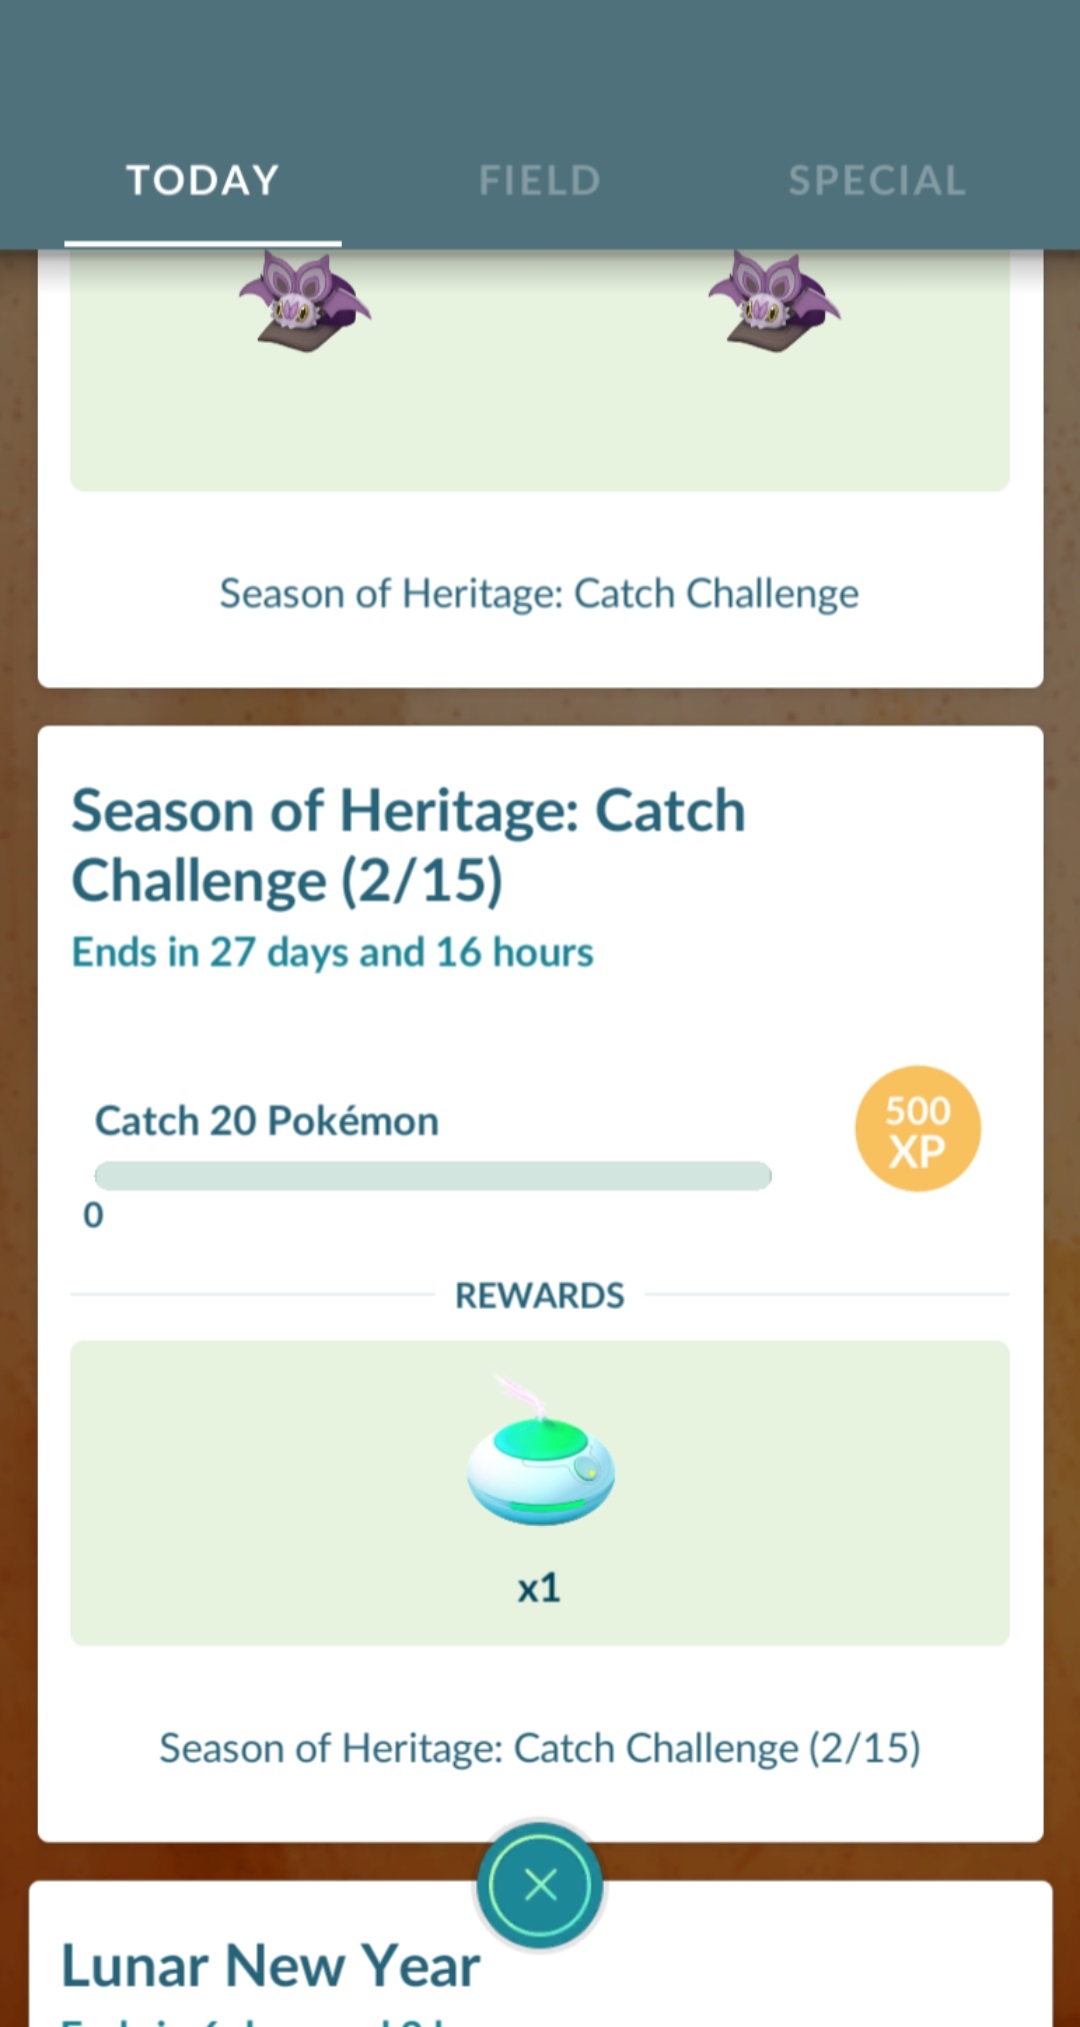 TODAY FIELD SPECIAL
Season of Heritage: Catch Challenge
Season of Heritage: Catch
Challenge (2/15)
Ends in 27 days and 16 hours
Catch 20 Pokémon
500
XP
0
REWARDS
x1
Season of Heritage: Catch Challenge (2/15)
Lunar New Year